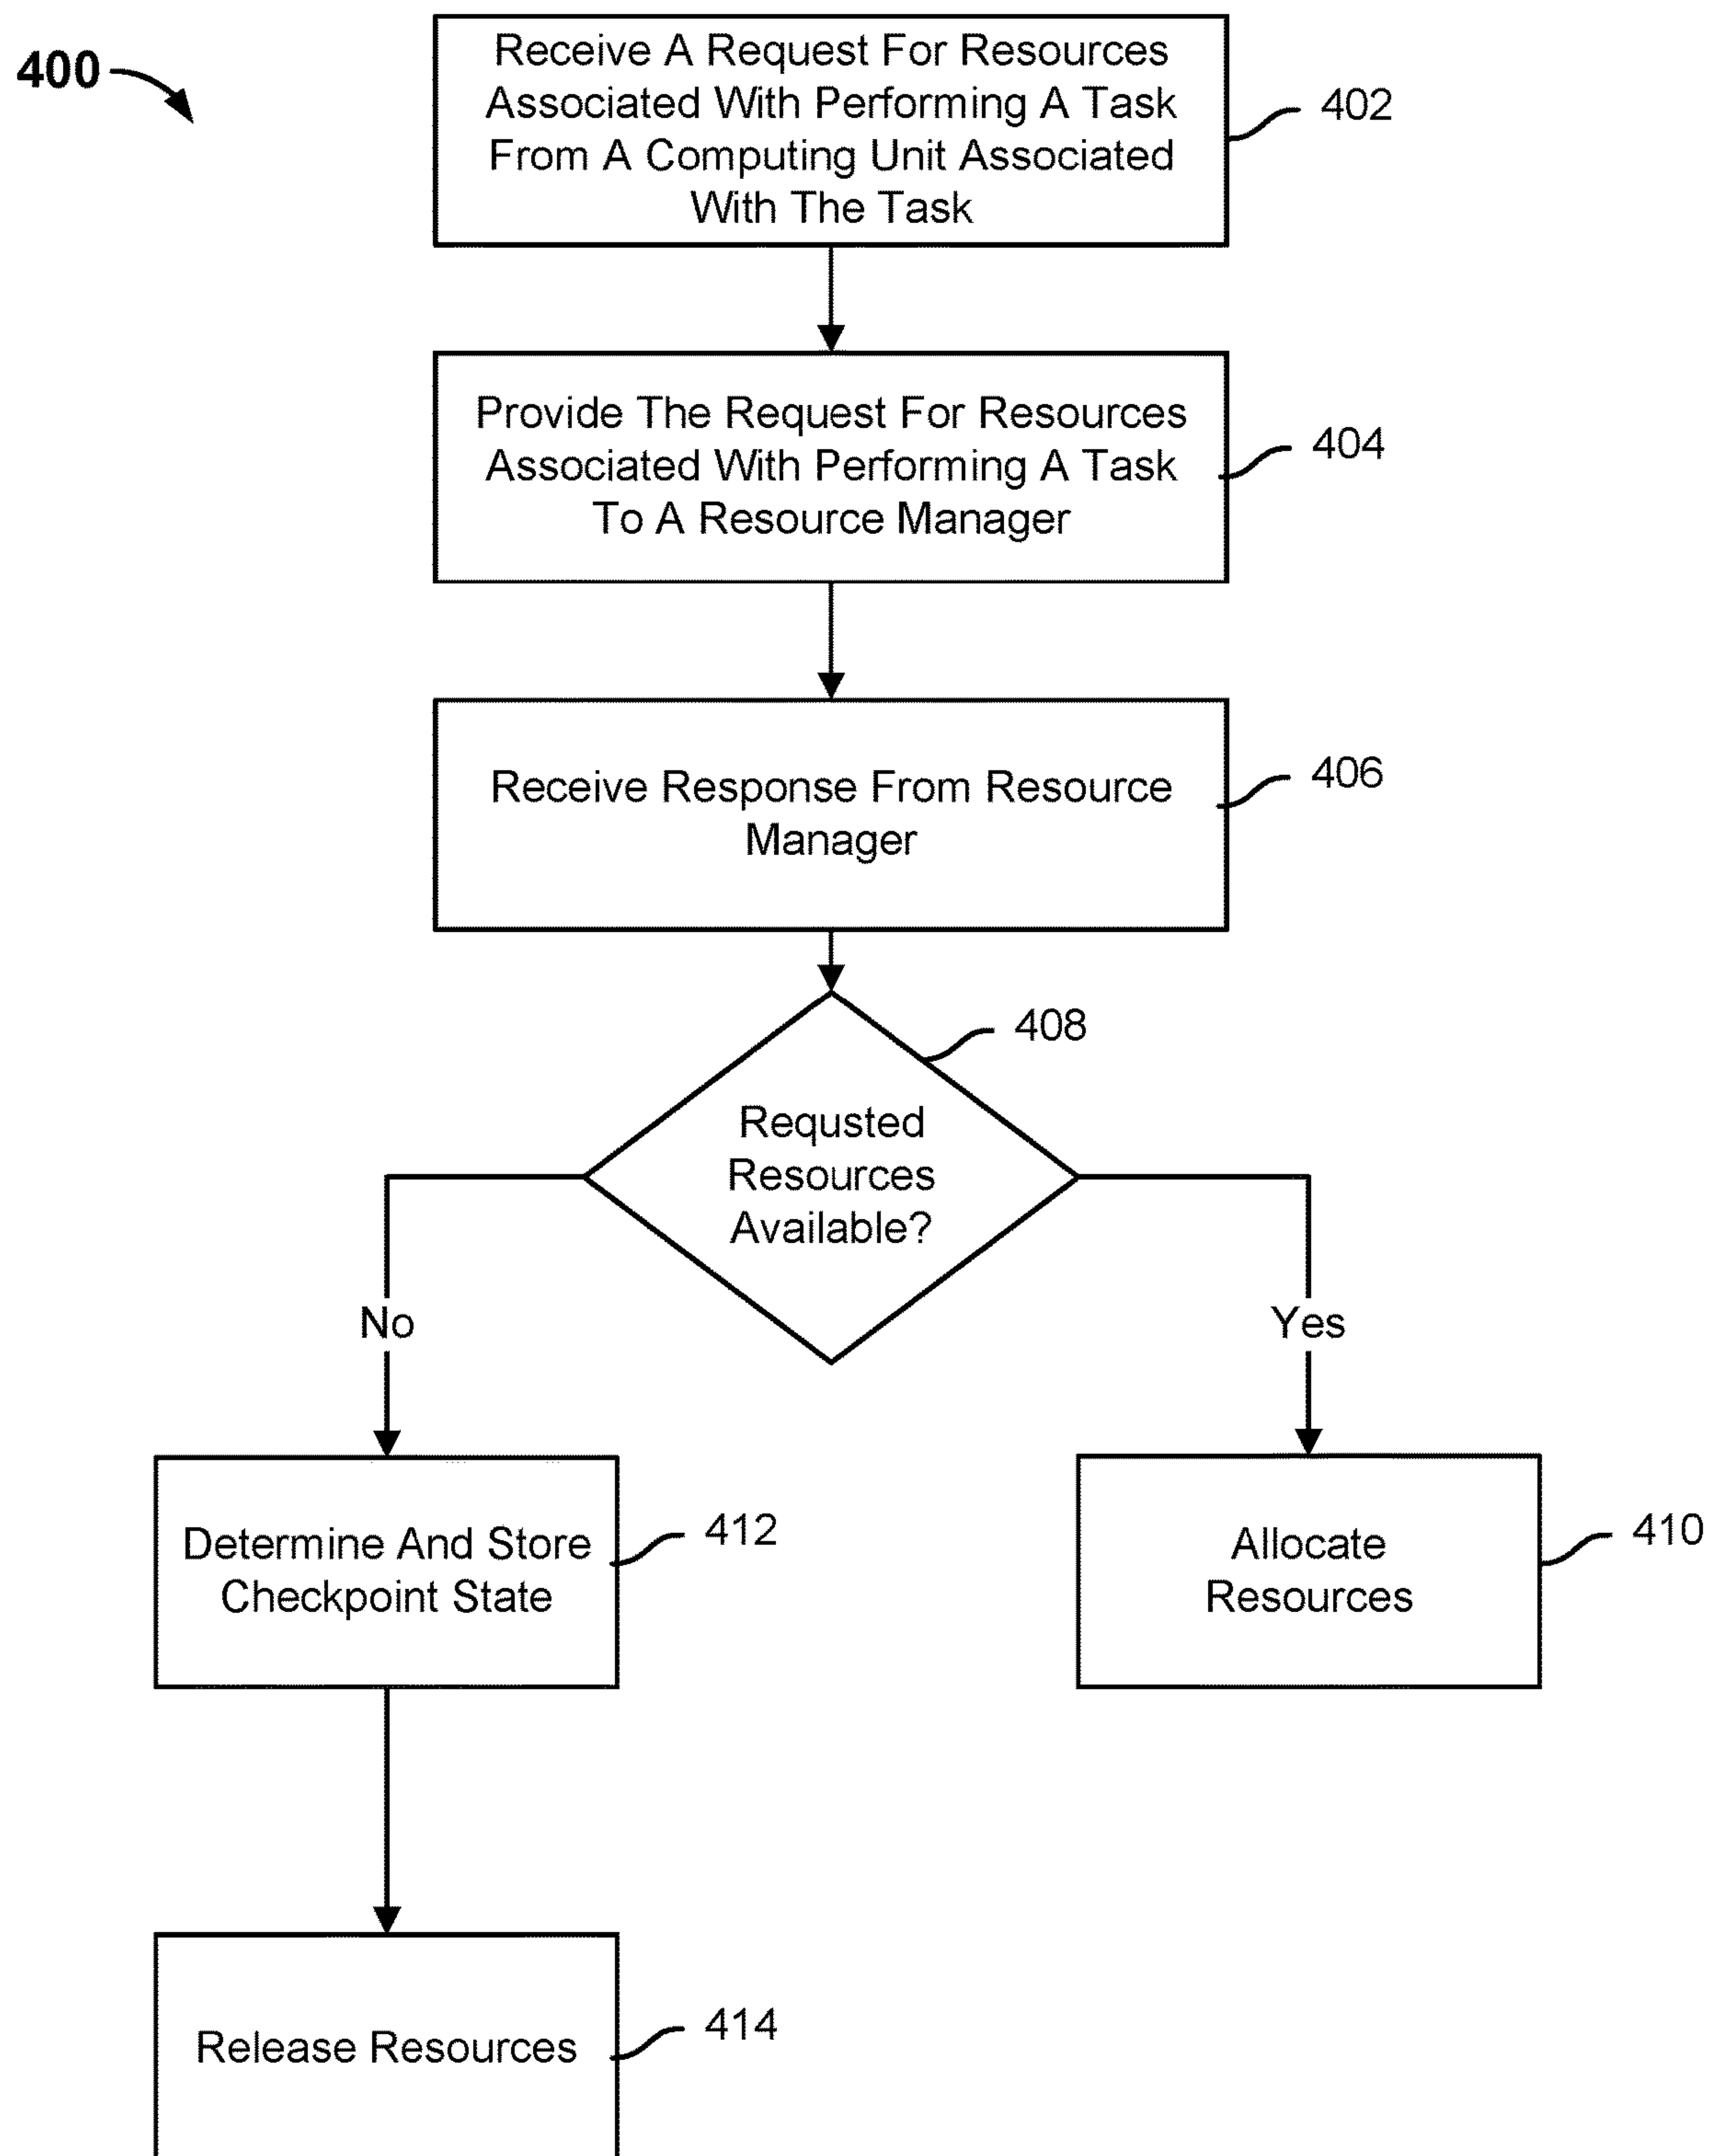 400
Receive A Request For Resources
Associated With Performing A Task
From A Computing Unit Associated
With The Task
402
Provide The Request For Resources
Associated With Performing A Task
To A Resource Manager
404
Receive Response From Resource
Manager
406
408
Requsted
Resources
Available?
No
Yes
Determine And Store
Checkpoint State
412
Allocate
Resources
410
Release Resources
414